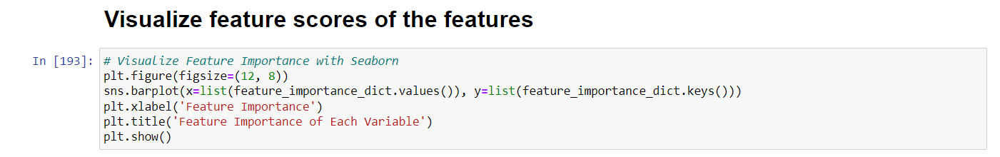 Visualize feature scores of the features
In [193]:
# Visualize Feature Importance with Seaborn
plt.figure(figsize=(12, 8))
sns.barplot(x=list(feature_importance_dict.values()), y=list(feature_importance_dict.keys()))
plt.xlabel('Feature Importance')
plt.title('Feature Importance of Each Variable')
plt.show()